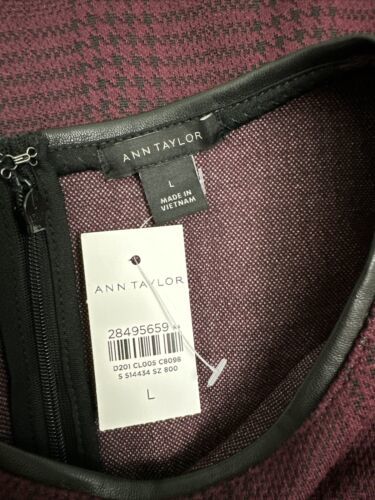 ANN TAYLOR
L
MADE IN
VIETNAM
ANN TAYLOR
28495659
D201 CL005 C8098
S S14434 SZ 800
L